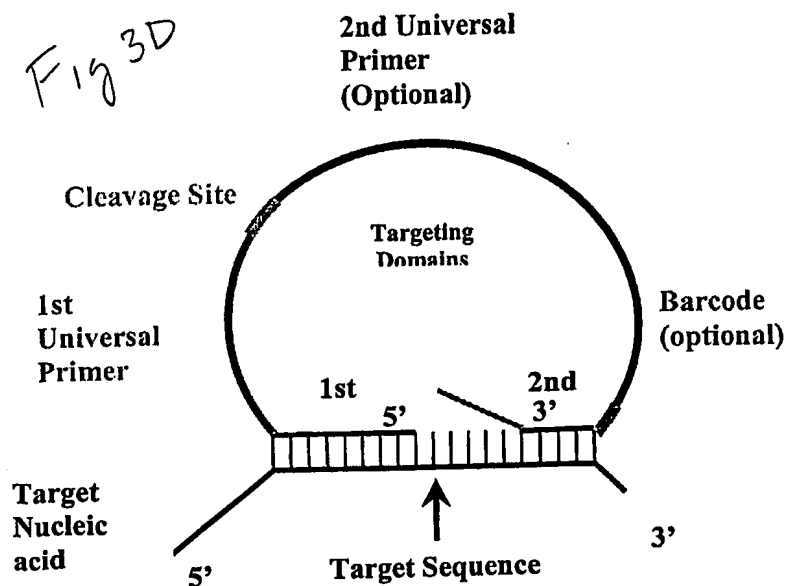 Fig 3D
2nd Universal
Primer
(Optional)
Cleavage Site
Targeting
Domains
1st
Universal
Primer
Barcode
(optional)
1st
5’
2nd
3’
Target
Nucleic
acid
5’
Target Sequence
3’